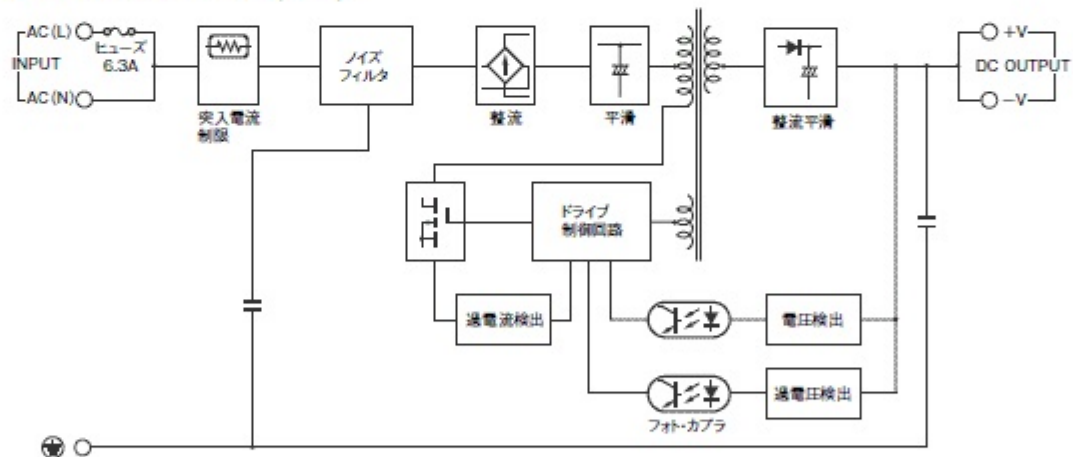 AC(L)
ヒューズ
6.3A
INPUT
AC(N)
突入電流
制限
ノイズ
フィルタ
整流
平滑
整流平滑
+V
DC OUTPUT
−V
ドライブ
制御回路
過電流検出
電圧検出
過電圧検出
フォト・カプラ